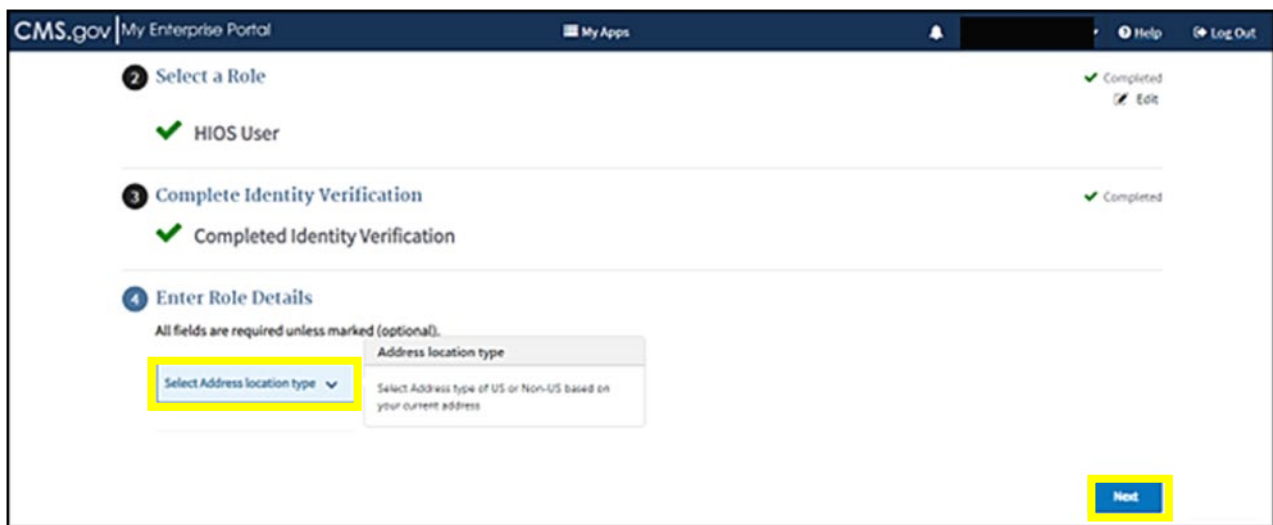 CMS.gov My Enterprise Portal My Apps Help Log Out
2 Select a Role Completed
Edit
HIOS User
3 Complete Identity Verification Completed
Completed Identity Verification
4 Enter Role Details
All fields are required unless marked (optional).
Address location type
Select Address location type
Select Address type of US or Non-US based on
your current address
Next